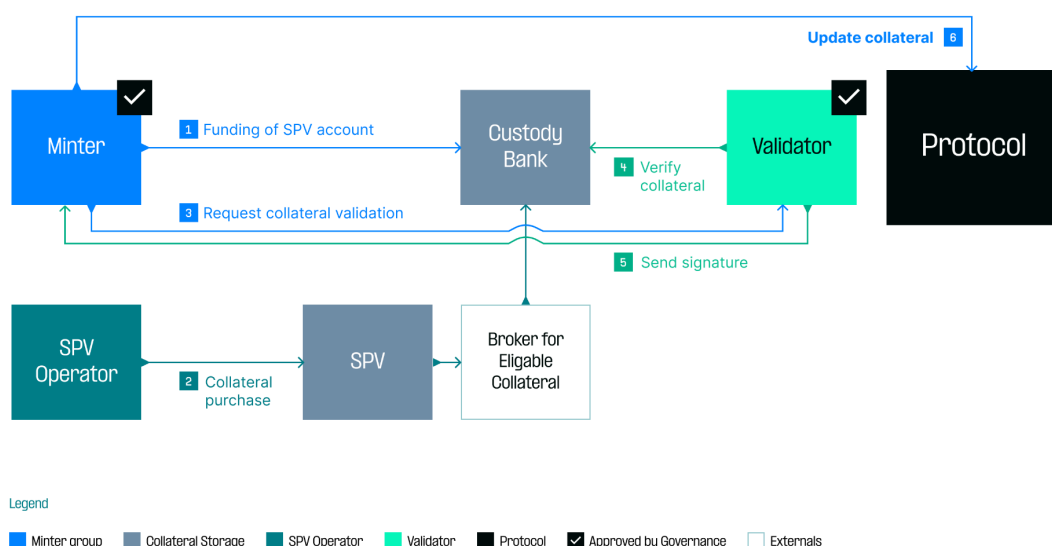 Update collateral 6
Minter
1 Funding of SPV account
Custody
Bank
Validator
Protocol
4 Verify
collateral
3 Request collateral validation
5 Send signature
SPV
Operator
2 Collateral
purchase
SPV
Broker for
Eligable
Collateral
Legend
Minter group
Collateral Storage
SPV Operator
Validator
Protocol
Approved by Governance
Externals